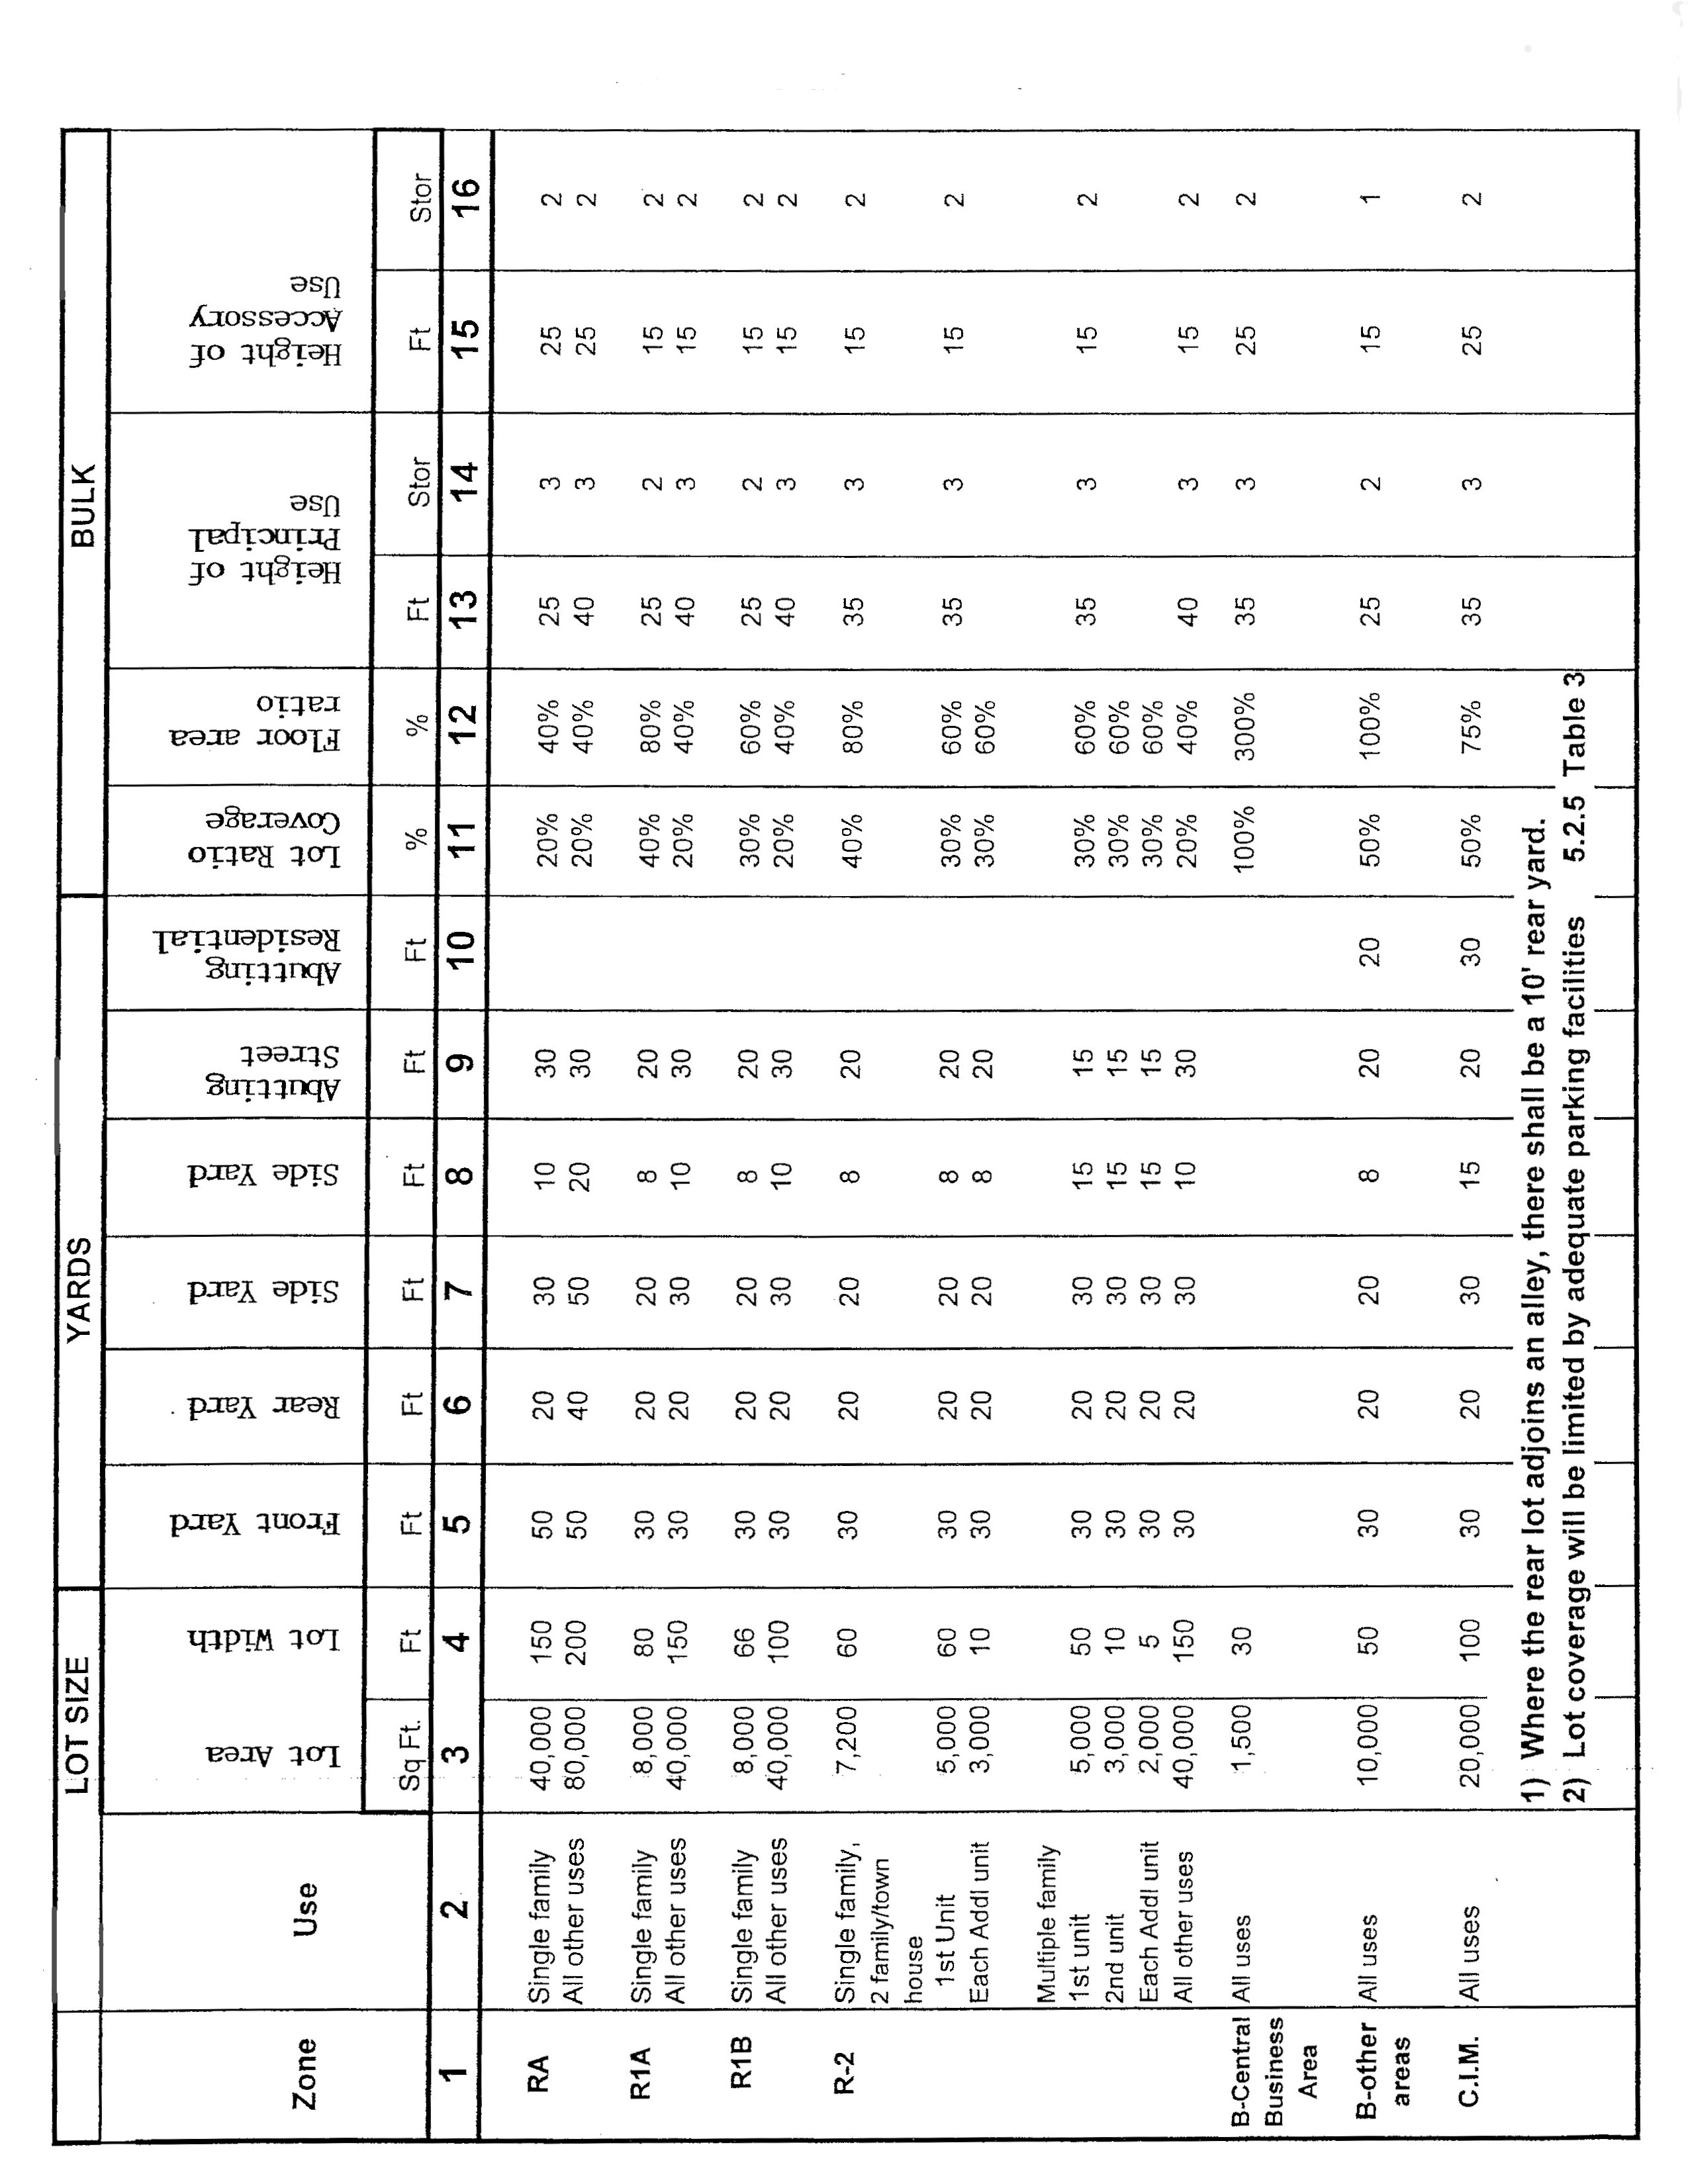 LOT SIZE YARDS BULK
Zone Use Lot Area Lot Width Front Yard Rear Yard Side Yard Side Yard Abutting Street Abutting Residential Lot Ratio Coverage Floor area ratio Height of Principal Use Height of Accessory Use
Sq Ft. Ft Ft Ft Ft Ft Ft Ft % % Ft Stor Ft Stor
1 2 3 4 5 6 7 8 9 10 11 12 13 14 15 16
RA Single family 40,000 150 50 20 30 10 30 20% 40% 25 3 25 2
All other uses 80,000 200 50 40 50 20 30 20% 40% 40 3 25 2
R1A Single family 8,000 80 30 20 20 8 20 40% 80% 25 2 15 2
All other uses 40,000 150 30 20 30 10 30 20% 40% 40 3 15 2
R1B Single family 8,000 66 30 20 20 8 20 30% 60% 25 2 15 2
All other uses 40,000 100 30 20 30 10 30 20% 40% 40 3 15 2
R-2 Single family, 7,200 60 30 20 20 8 20 40% 80% 35 3 15 2
2 family/town
house
1st Unit 5,000 60 30 20 20 8 20 30% 60% 35 3 15 2
Each Addl unit 3,000 10 30 20 20 8 20 30% 60%
Multiple family
1st unit 5,000 50 30 20 30 15 15 30% 60% 35 3 15 2
2nd unit 3,000 10 30 20 30 15 15 30% 60%
Each Addl unit 2,000 5 30 20 30 15 15 30% 60%
All other uses 40,000 150 30 20 30 10 30 20% 40% 40 3 15 2
B-Central All uses 1,500 30 100% 300% 35 3 25 2
Business
Area
B-other All uses 10,000 50 30 20 20 8 20 20 50% 100% 25 2 15 1
areas
C.I.M. All uses 20,000 100 30 20 30 15 20 30 50% 75% 35 3 25 2
1) Where the rear lot adjoins an alley, there shall be a 10' rear yard.
2) Lot coverage will be limited by adequate parking facilities 5.2.5 Table 3